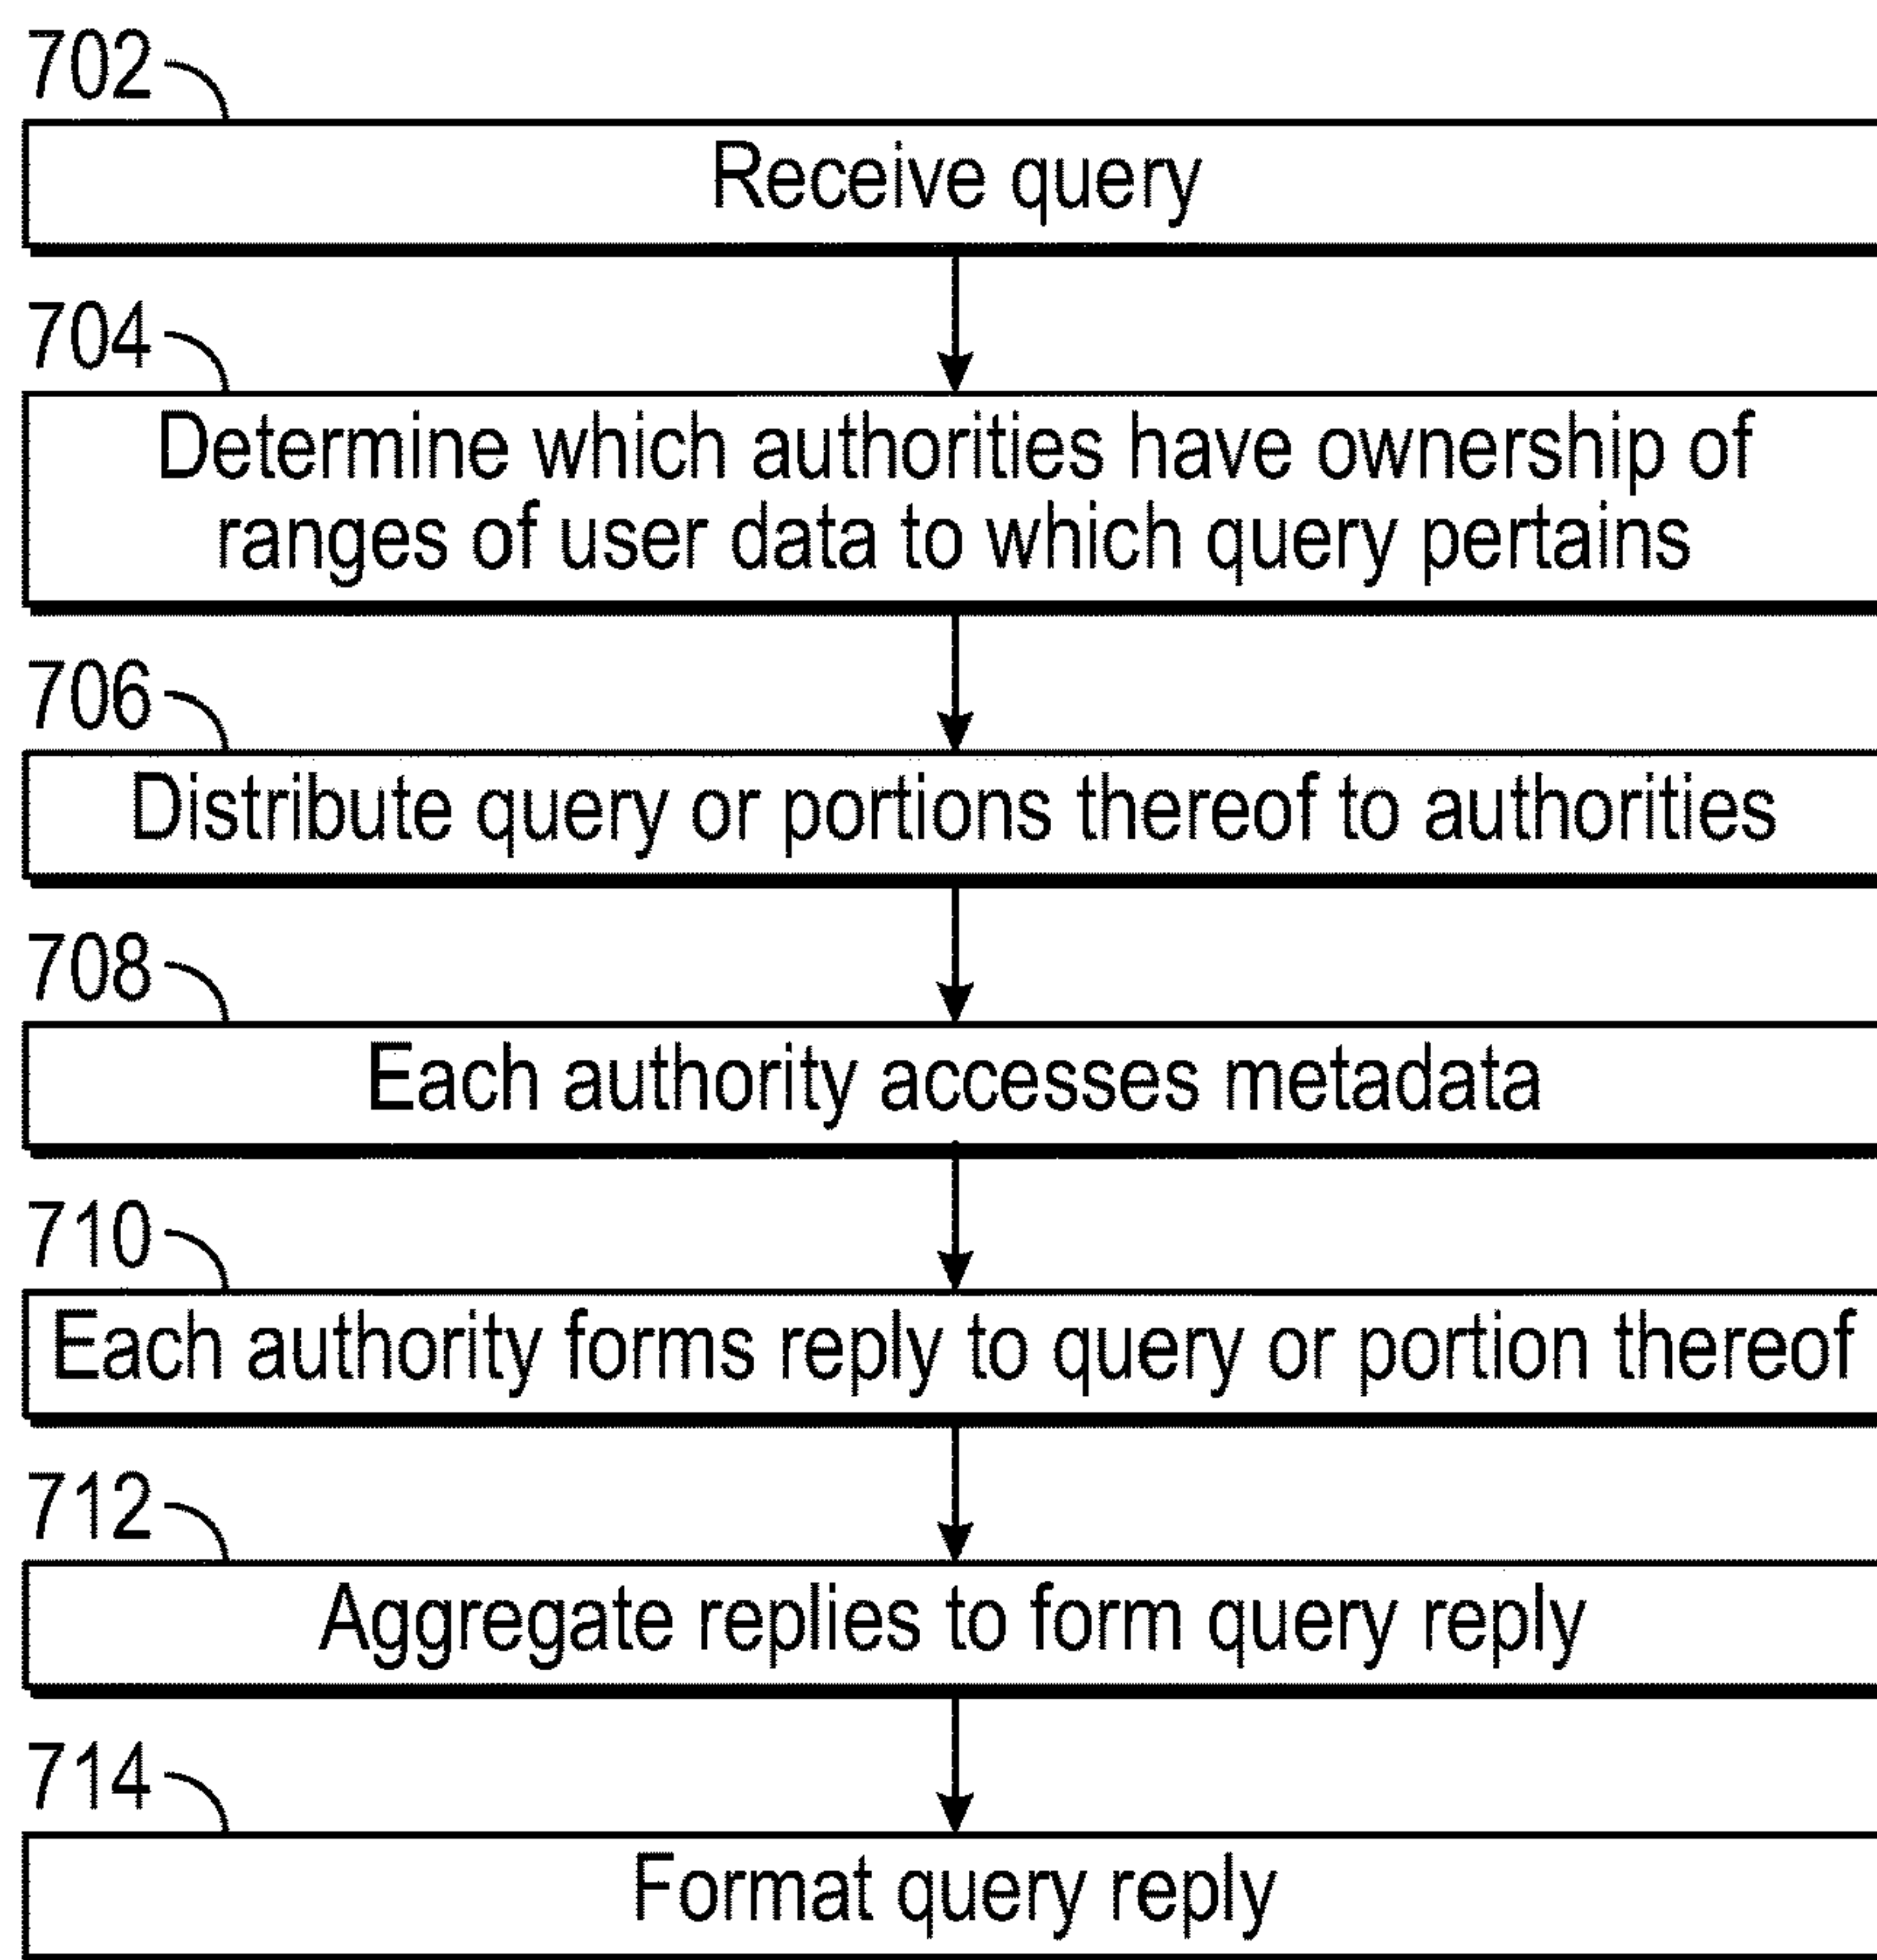 702
Receive query
704
Determine which authorities have ownership of
ranges of user data to which query pertains
706
Distribute query or portions thereof to authorities
708
Each authority accesses metadata
710
Each authority forms reply to query or portion thereof
712
Aggregate replies to form query reply
714
Format query reply